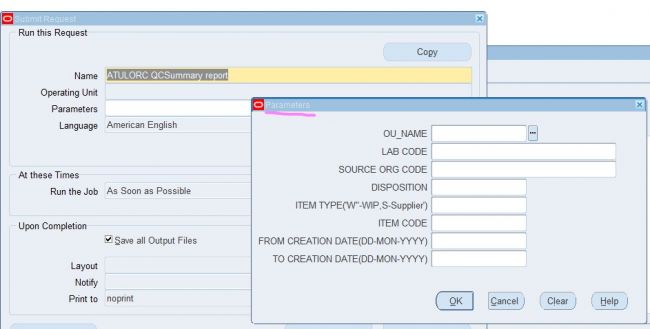 Submit Request
Run this Request
Copy
Name ATULORC QCSummary report
Operating Unit
Parameters
Language American English
At these Times
Run the Job As Soon as Possible
Upon Completion
Save all Output Files
Layout
Notify
Print to noprint
Parameters
OU_NAME
LAB CODE
SOURCE ORG CODE
DISPOSITION
ITEM TYPE('W''-WIP,S-Supplier')
ITEM CODE
FROM CREATION DATE(DD-MON-YYYY)
TO CREATION DATE(DD-MON-YYYY)
OK Cancel Clear Help